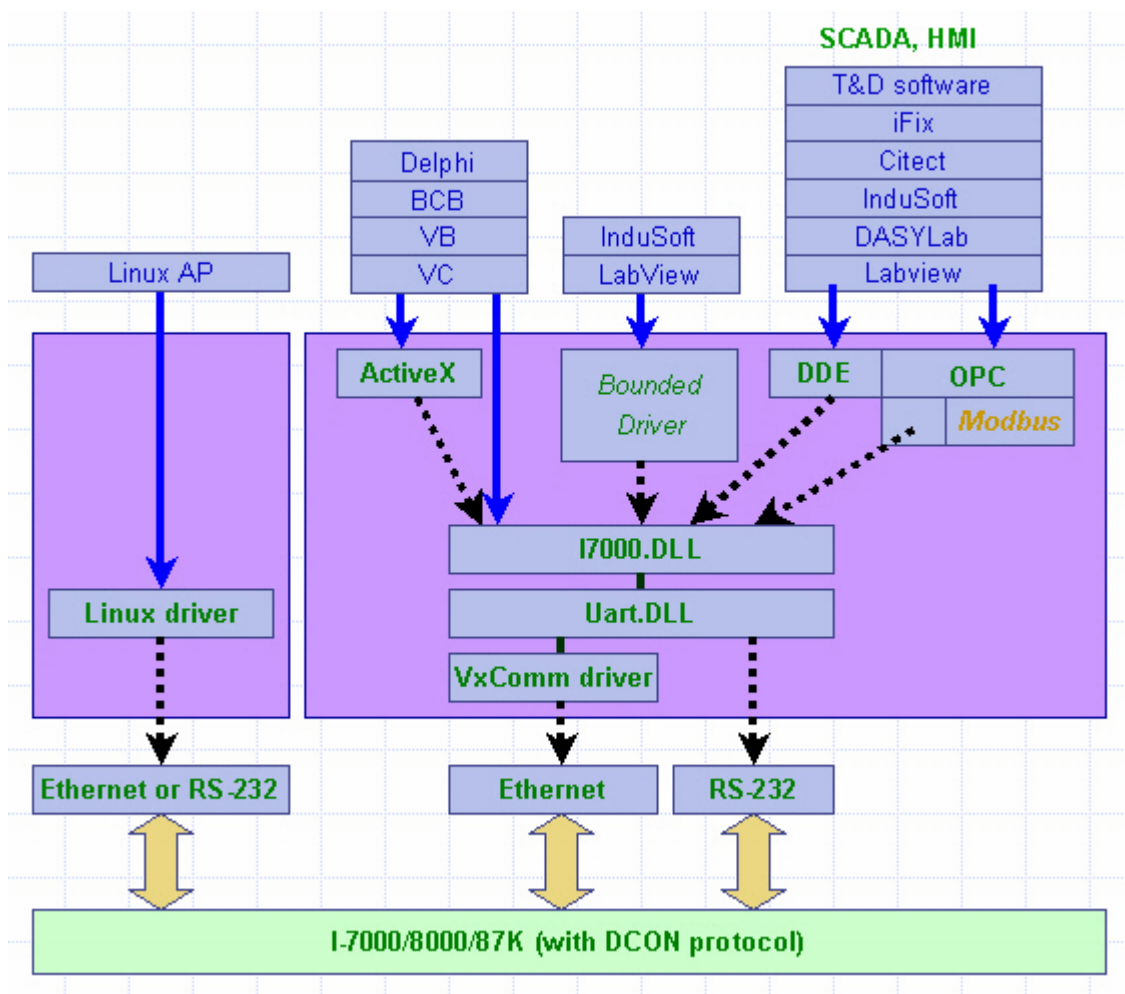 SCADA, HMI
T&D software
iFix
Citect
InduSoft
DASYLab
Labview
Delphi
BCB
VB
VC
InduSoft
LabView
Linux AP
ActiveX
Bounded
Driver
DDE
OPC
Modbus
I7000.DLL
Linux driver
Uart.DLL
VxComm driver
Ethernet or RS-232
Ethernet
RS-232
I-7000/8000/87K (with DCON protocol)